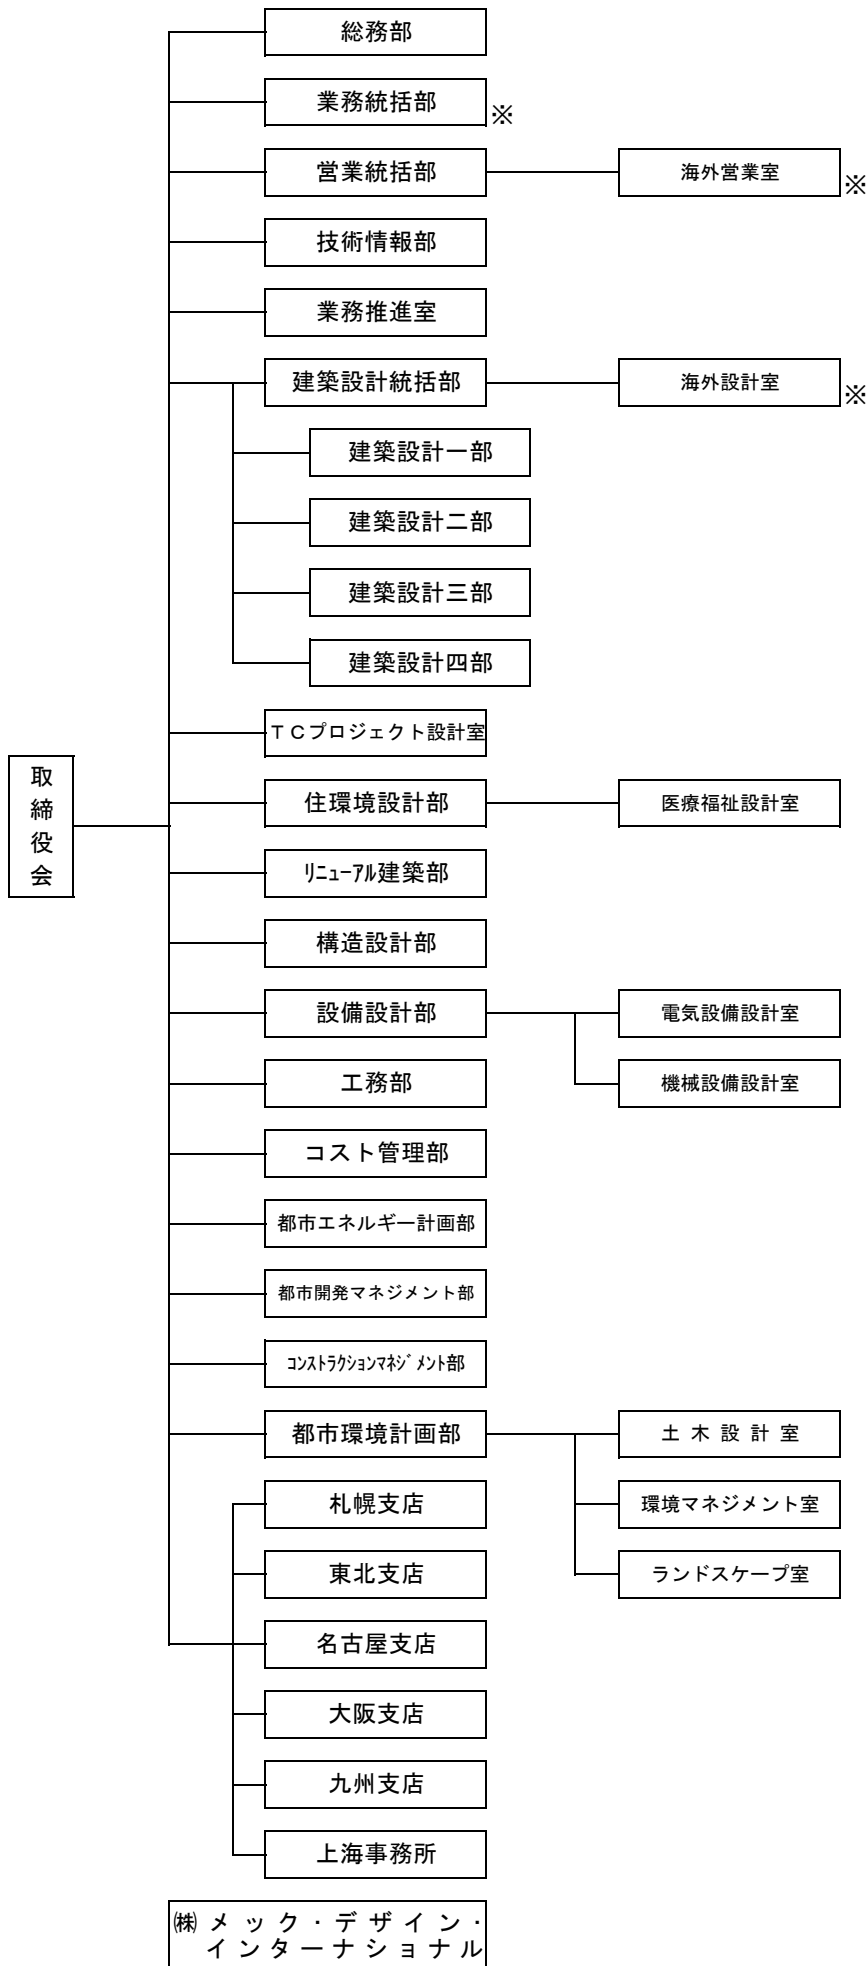 総務部
業務統括部
※
営業統括部
海外営業室
※
技術情報部
業務推進室
建築設計統括部
海外設計室
※
建築設計一部
建築設計二部
建築設計三部
建築設計四部
ＴＣプロジェクト設計室
取締役会
住環境設計部
医療福祉設計室
ﾘﾆｭｰｱﾙ建築部
構造設計部
設備設計部
電気設備設計室
機械設備設計室
工務部
コスト管理部
都市エネルギー計画部
都市開発マネジメント部
ｺﾝｽﾄﾗｸｼｮﾝﾏﾈｼﾞﾒﾝﾄ部
都市環境計画部
土木設計室
環境マネジメント室
ランドスケープ室
札幌支店
東北支店
名古屋支店
大阪支店
九州支店
上海事務所
㈱メック・デザイン・
インターナショナル